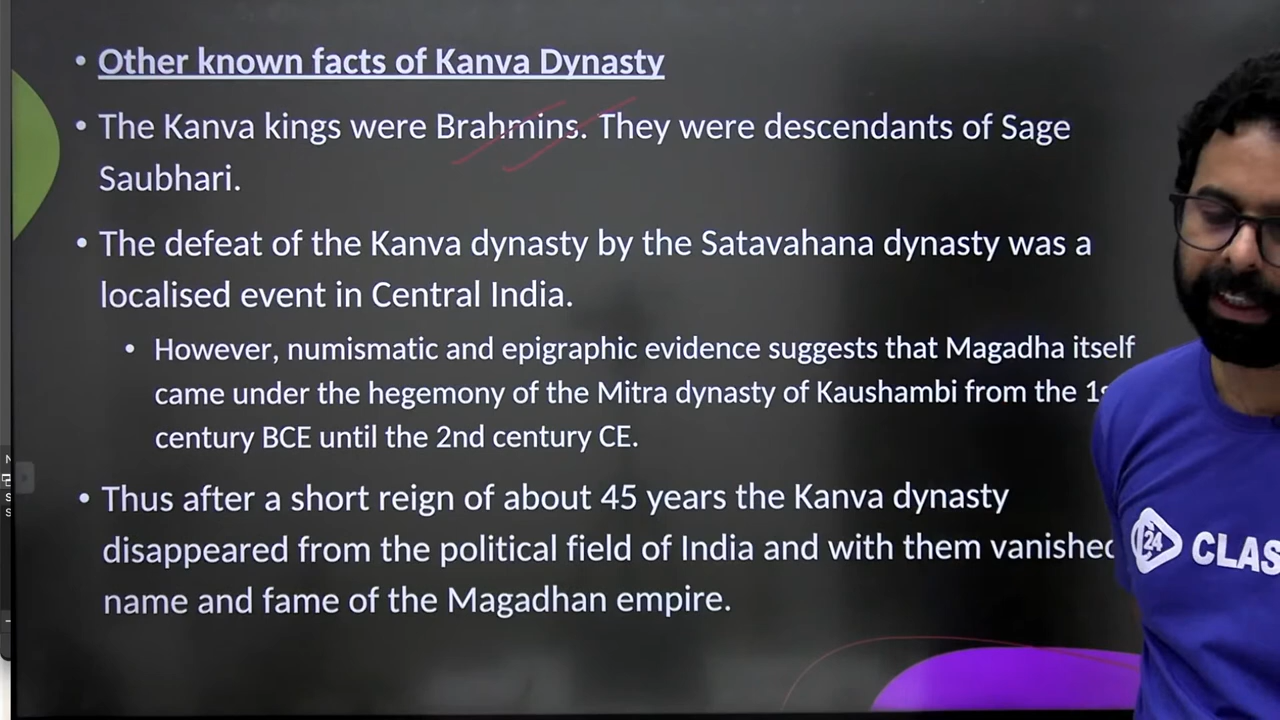 • Other known facts of Kanva Dynasty
• The Kanva kings were Brahmins. They were descendants of Sage
Saubhari.
• The defeat of the Kanva dynasty by the Satavahana dynasty was a
localised event in Central India.
• However, numismatic and epigraphic evidence suggests that Magadha itself
came under the hegemony of the Mitra dynasty of Kaushambi from the
century BCE until the 2nd century CE.
• Thus after a short reign of about 45 years the Kanva dynasty
disappeared from the political field of India and with them
name and fame of the Magadhan empire.
24